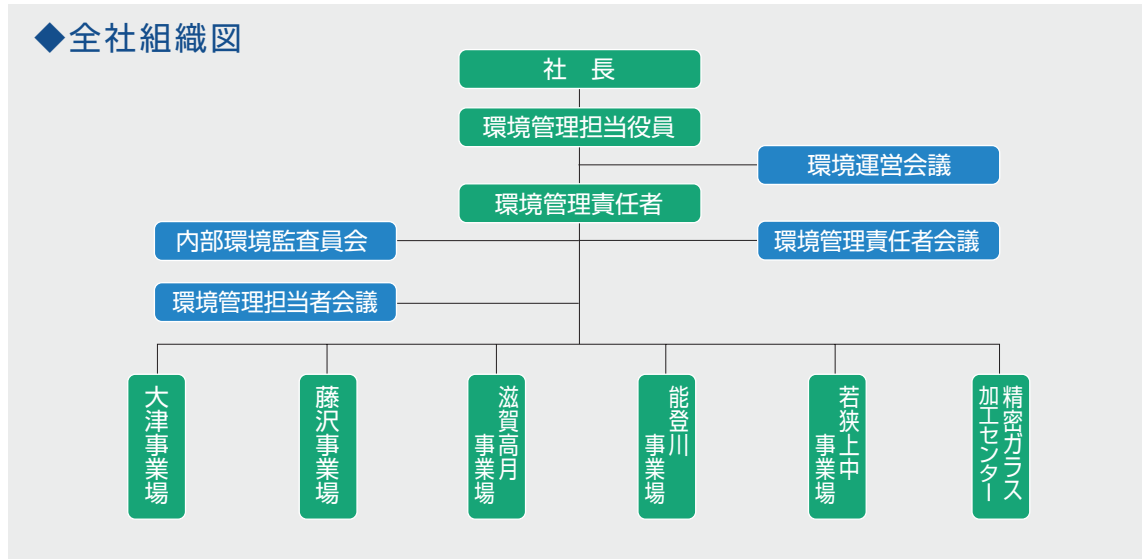 ◆全社組織図
社　長
環境管理担当役員
環境運営会議
環境管理責任者
内部環境監査員会
環境管理責任者会議
環境管理担当者会議
大津事業場
藤沢事業場
滋賀高月
事業場
能登川
事業場
若狭上中
事業場
精密ガラス
加工センター